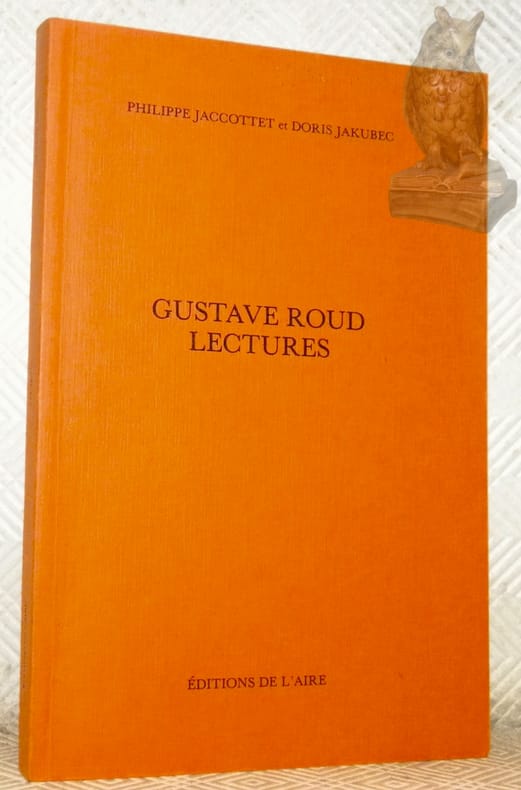 PHILIPPE JACCOTTET et DORIS JAKUBEC
GUSTAVE ROUD
LECTURES
ÉDITIONS DE L'AIRE